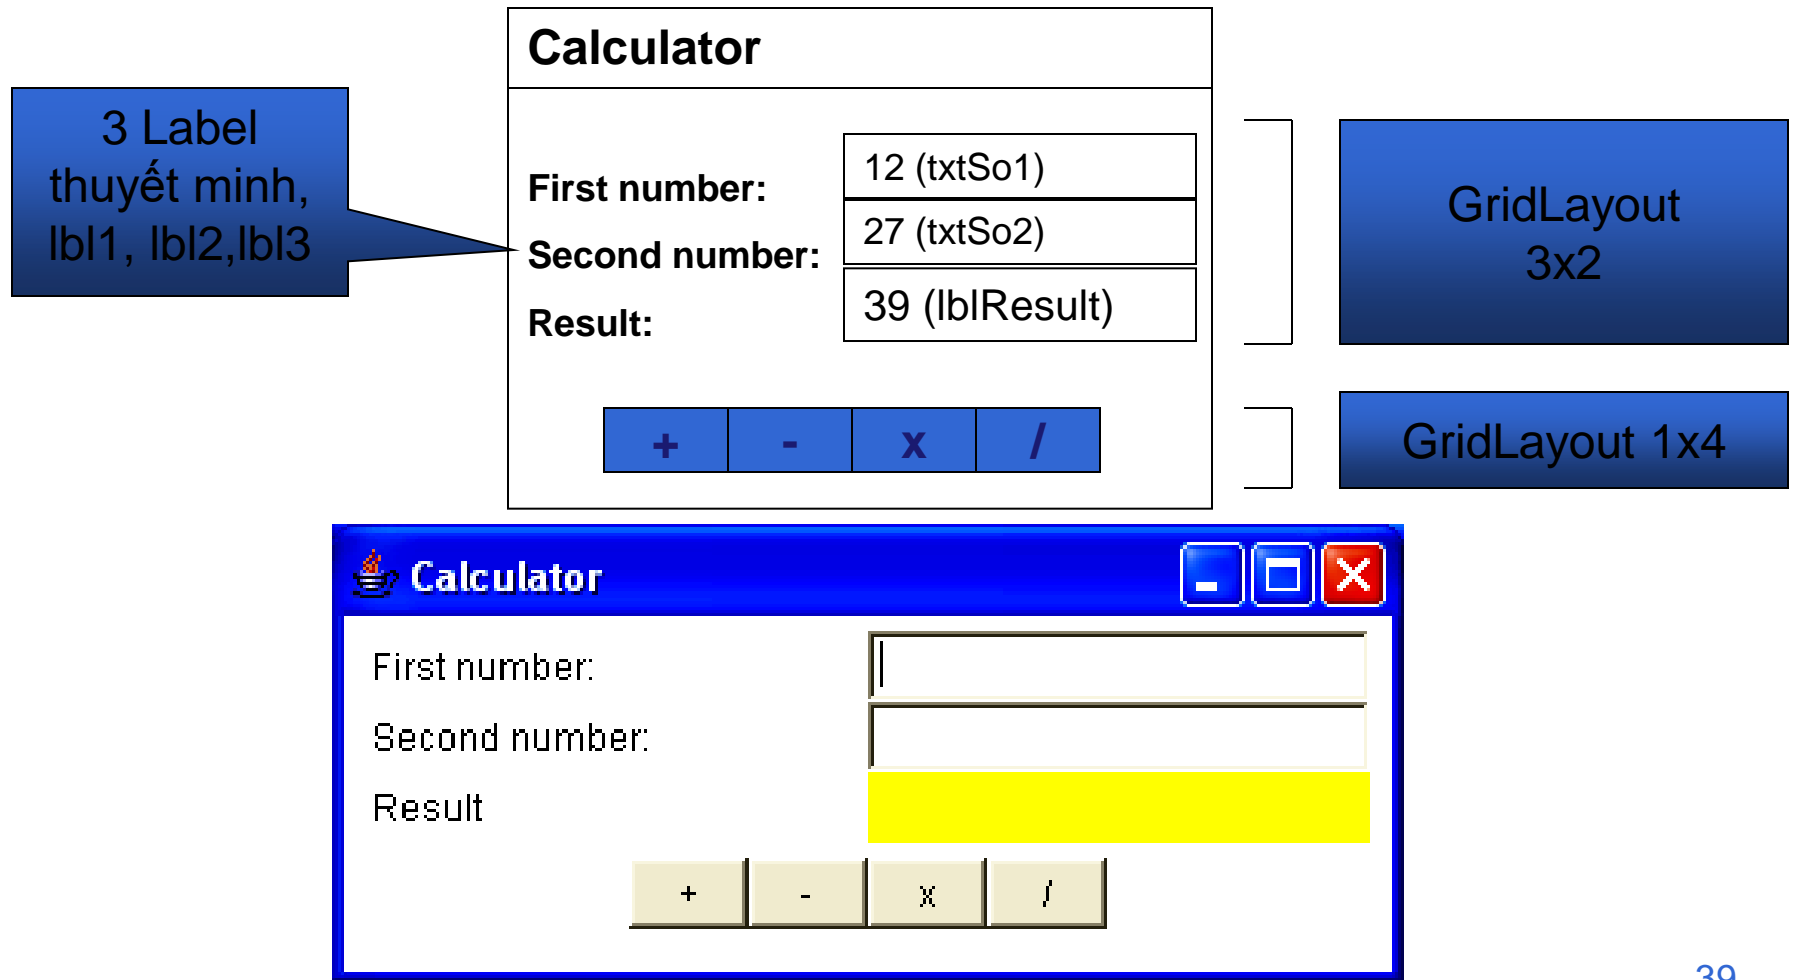 Calculator
3 Label
thuyết minh,
lbl1, lbl2,lbl3
First number:
12 (txtSo1)
Second number:
27 (txtSo2)
Result:
39 (lblResult)
GridLayout
3x2
+ - x /
GridLayout 1x4
Calculator
First number:
Second number:
Result
+ - x /
39